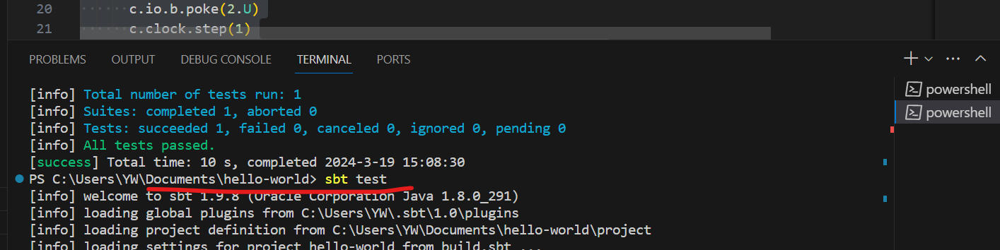 20 c.io.b.poke(2.U)
21 c.clock.step(1)
PROBLEMS OUTPUT DEBUG CONSOLE TERMINAL PORTS
[info] Total number of tests run: 1
[info] Suites: completed 1, aborted 0
[info] Tests: succeeded 1, failed 0, canceled 0, ignored 0, pending 0
[info] All tests passed.
[success] Total time: 10 s, completed 2024-3-19 15:08:30
PS C:\Users\YW\Documents\hello-world> sbt test
[info] welcome to sbt 1.9.8 (Oracle Corporation Java 1.8.0_291)
[info] loading global plugins from C:\Users\YW\.sbt\1.0\plugins
[info] loading project definition from C:\Users\YW\Documents\hello-world\project
[info] loading settings for project hello-world from build.sbt ...
powershell
powershell